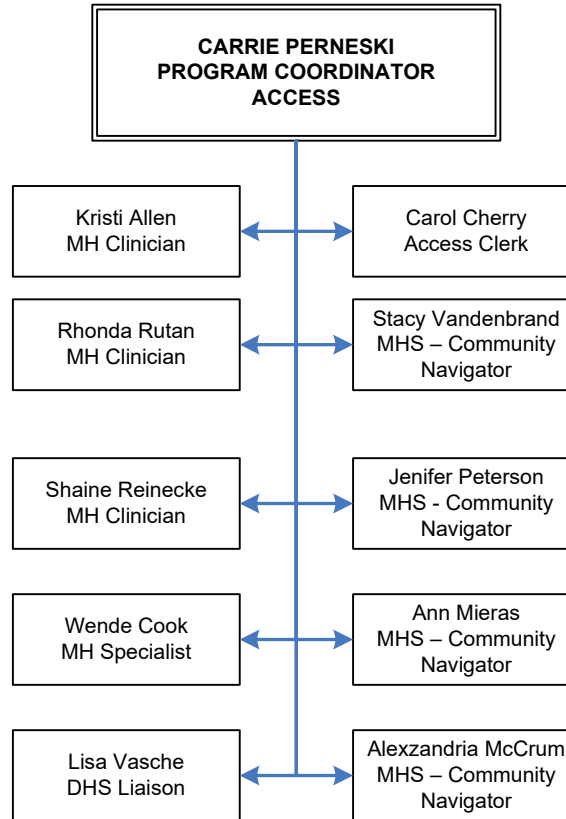 CARRIE PERNESKI
PROGRAM COORDINATOR
ACCESS
Kristi Allen
MH Clinician
Carol Cherry
Access Clerk
Rhonda Rutan
MH Clinician
Stacy Vandenbrand
MHS – Community
Navigator
Shaine Reinecke
MH Clinician
Jenifer Peterson
MHS - Community
Navigator
Wende Cook
MH Specialist
Ann Mieras
MHS – Community
Navigator
Lisa Vasche
DHS Liaison
Alexzandria McCrum
MHS – Community
Navigator